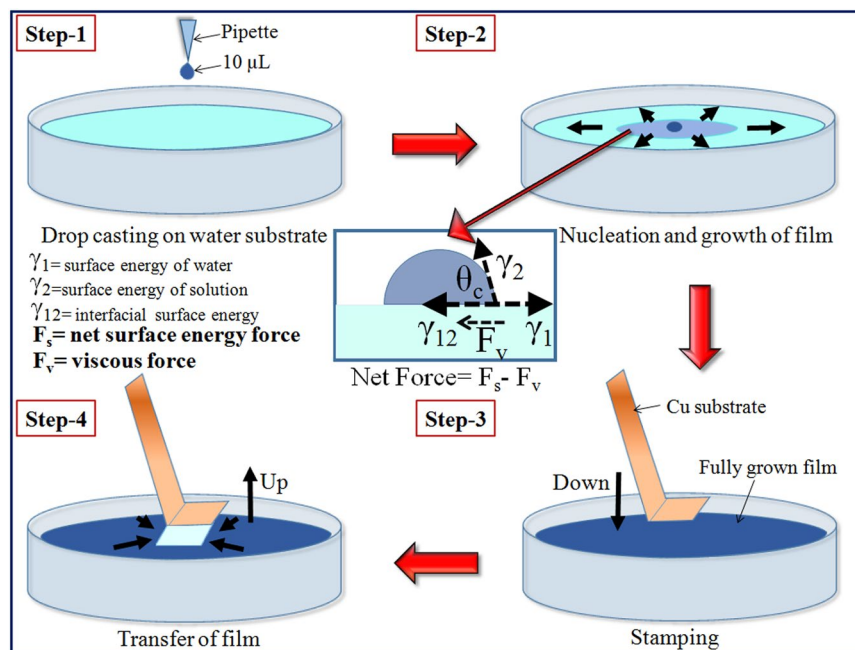 Step-1
Pipette
10 µL
Drop casting on water substrate
γ1= surface energy of water
γ2=surface energy of solution
γ12= interfacial surface energy
Fs= net surface energy force
Fv= viscous force
Step-2
Nucleation and growth of film
θc
γ2
γ12
Fv
γ1
Net Force= Fs- Fv
Step-3
Cu substrate
Down
Fully grown film
Stamping
Step-4
Up
Transfer of film